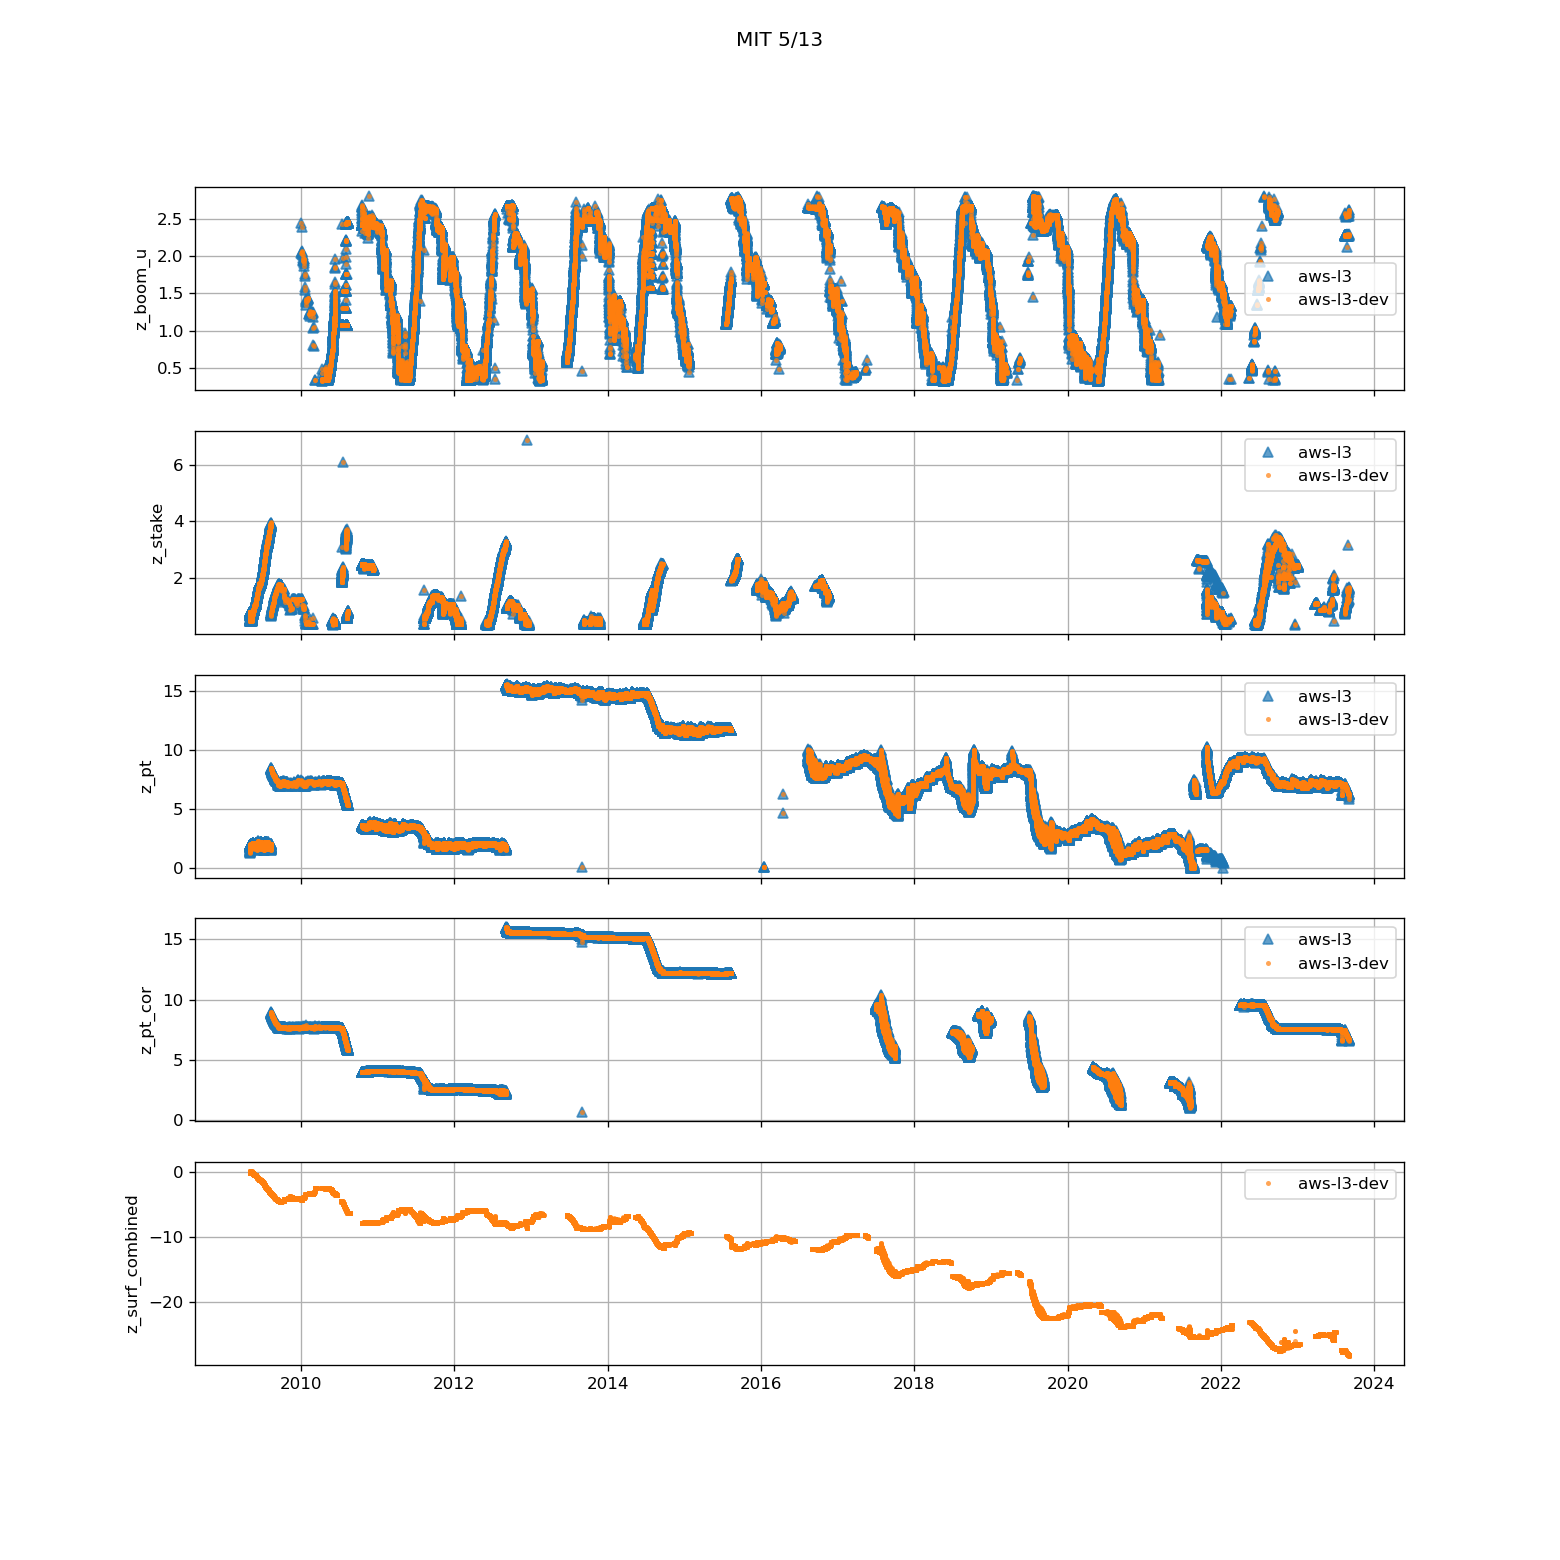 MIT 5/13
z_boom_u
2.5
2.0
1.5
1.0
0.5
aws-l3
aws-l3-dev
z_stake
6
4
2
aws-l3
aws-l3-dev
z_pt
15
10
5
0
aws-l3
aws-l3-dev
z_pt_cor
15
10
5
0
aws-l3
aws-l3-dev
z_surf_combined
0
−10
−20
aws-l3-dev
2010 2012 2014 2016 2018 2020 2022 2024